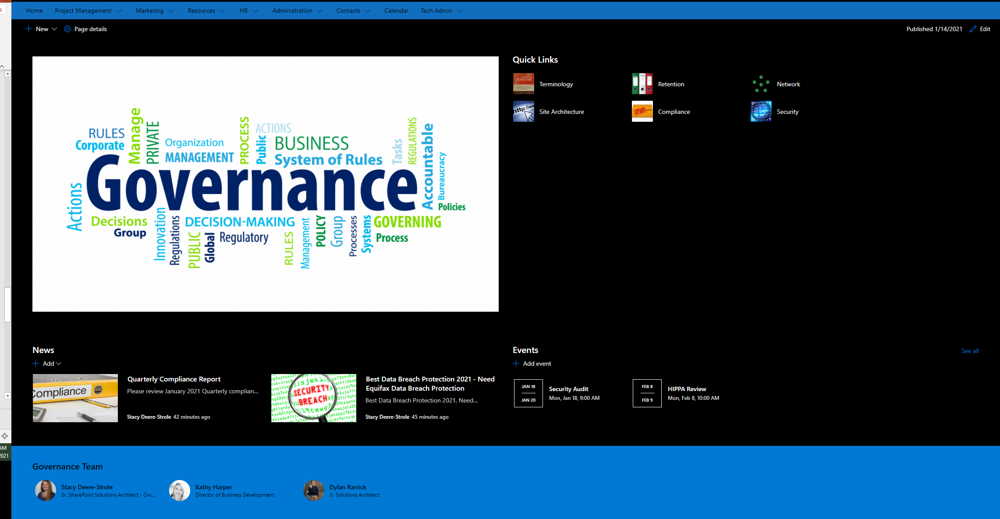 Home Project Management Marketing Resources HR Administration Contacts Calendar Tech Admin
New Page details Published 1/14/2021 Edit
RULES
Corporate
Manage
PRIVATE
Organization
MANAGEMENT
PROCESS
ACTIONS
Public
BUSINESS
System of Rules
Tasks
REGULATIONS
Accountable
Bureaucracy
Governance
Policies
Actions
Decisions
Group
Innovation
Regulations
DECISION-MAKING
PUBLIC
Global
Regulatory
RULES
Management
POLICY
Group
Processes
Systems
GOVERNING
Process
Quick Links
NEW
WORLD
DICTIONARY
Terminology
Retention
Network
http://ww
Site Architecture
Compliance
SECURITY
Security
News
Add
Compliance
Quarterly Compliance Report
Please review January 2021 Quarterly complian...
Stacy Deere-Strole 42 minutes ago
SECURITY
BREACH
Best Data Breach Protection 2021 - Need
Equifax Data Breach Protection
Best Data Breach Protection 2021. Need...
Stacy Deere-Strole 45 minutes ago
Events
See all
Add event
JAN 18
JAN 20
Security Audit
Mon, Jan 18, 9:00 AM
FEB 8
FEB 9
HIPPA Review
Mon, Feb 8, 10:00 AM
AM
2021
Governance Team
Stacy Deere-Strole
Sr. SharePoint Solutions Architect - Ow...
Kathy Harper
Director of Business Development
Dylan Rarrick
Jr. Solutions Architect